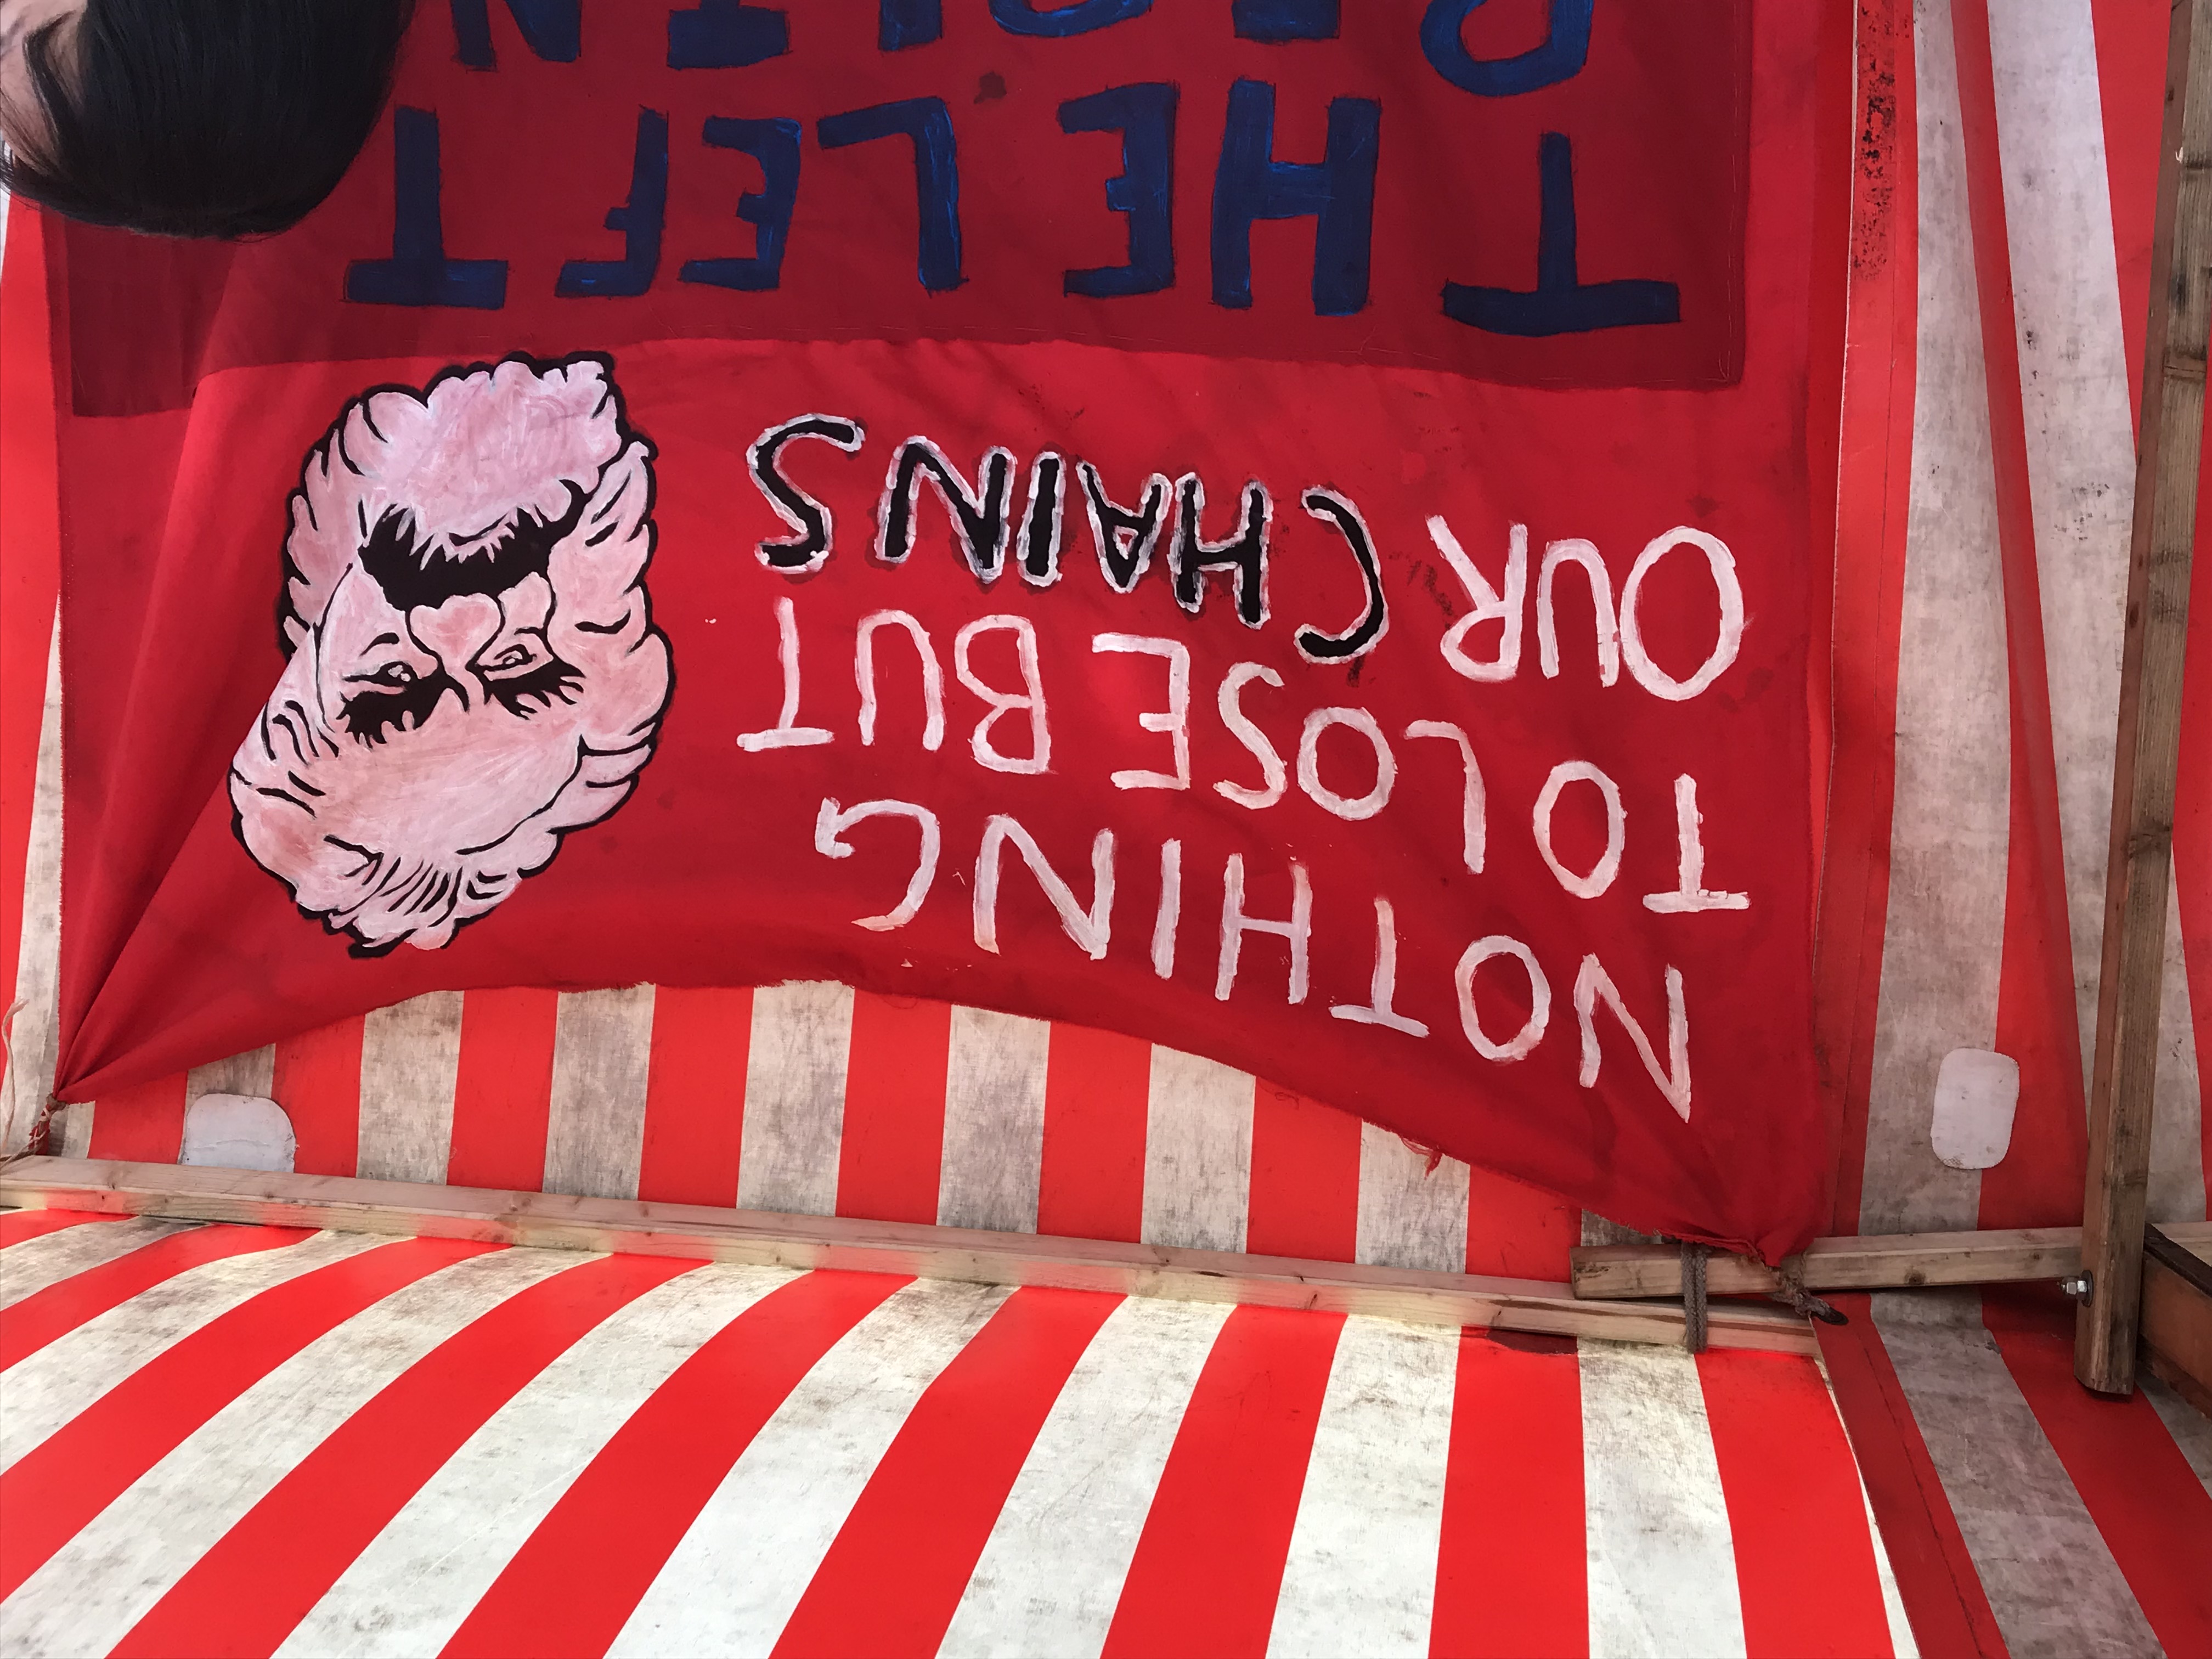 NOTHING
TO LOSE BUT
OUR CHAINS
THE LEFT